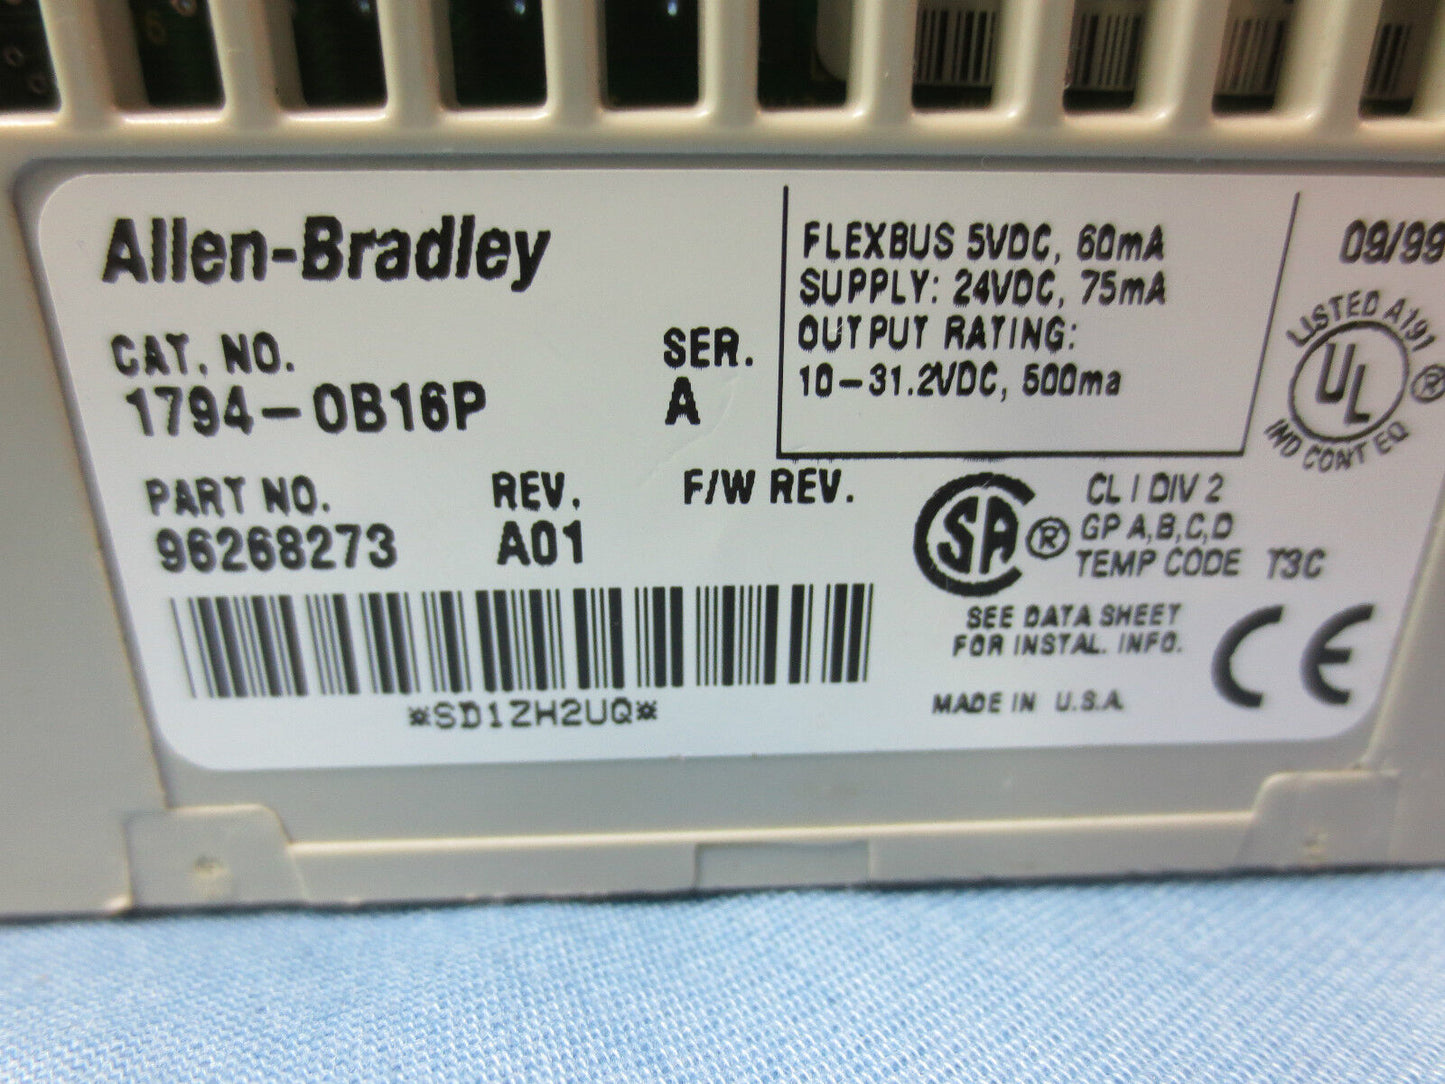 Allen-Bradley
CAT. NO.
1794-OB16P
SER.
A
PART NO.
96268273
REV.
A01
F/W REV.
*SD1ZH2UQ*
FLEXBUS 5VDC, 60mA
SUPPLY: 24VDC, 75mA
OUTPUT RATING:
10-31.2VDC, 500ma
09/99
LISTED A191
UL ®
IND CONT EQ
SA ®
CL I DIV 2
GP A,B,C,D
TEMP CODE T3C
SEE DATA SHEET
FOR INSTAL. INFO.
CE
MADE IN U.S.A.